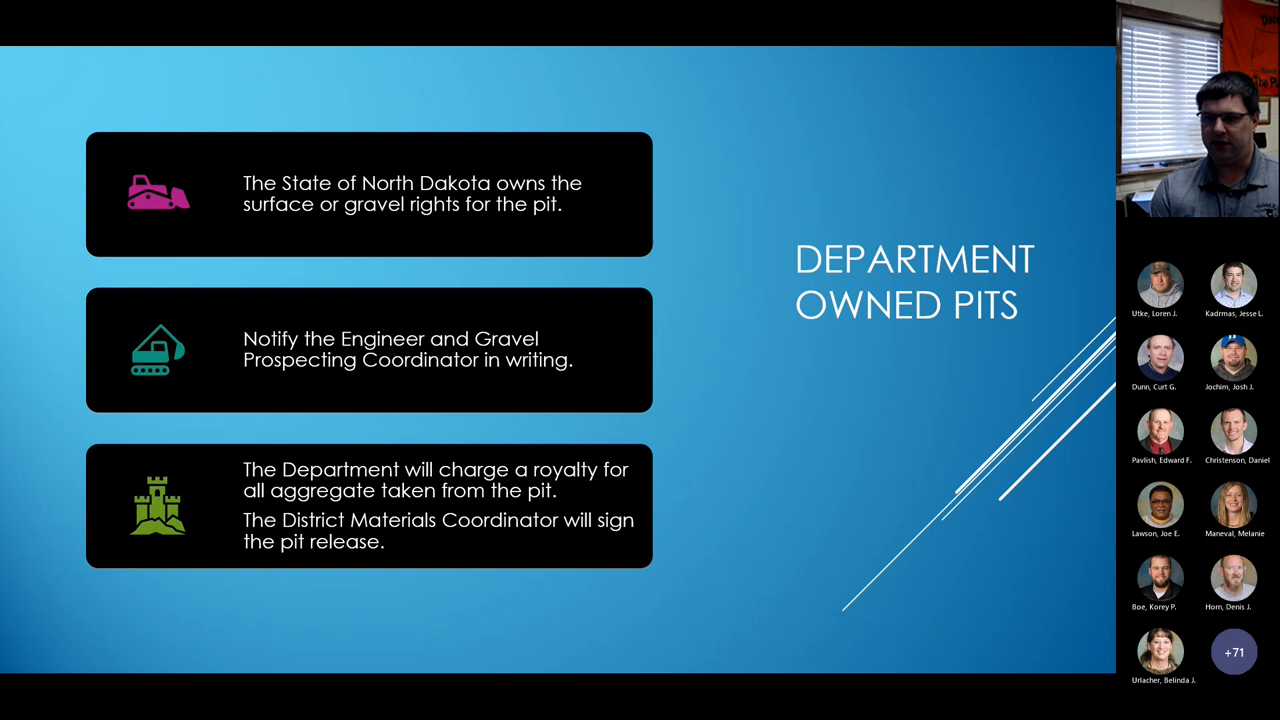 The State of North Dakota owns the
surface or gravel rights for the pit.
Notify the Engineer and Gravel
Prospecting Coordinator in writing.
The Department will charge a royalty for
all aggregate taken from the pit.
The District Materials Coordinator will sign
the pit release.
DEPARTMENT
OWNED PITS
Utke, Loren J.
Kadrmas, Jesse L.
Dunn, Curt G.
Jochim, Josh J.
Pavlish, Edward F.
Christenson, Daniel
Lawson, Joe E.
Maneval, Melanie
Boe, Korey P.
Horn, Denis J.
Urlacher, Belinda J.
+71